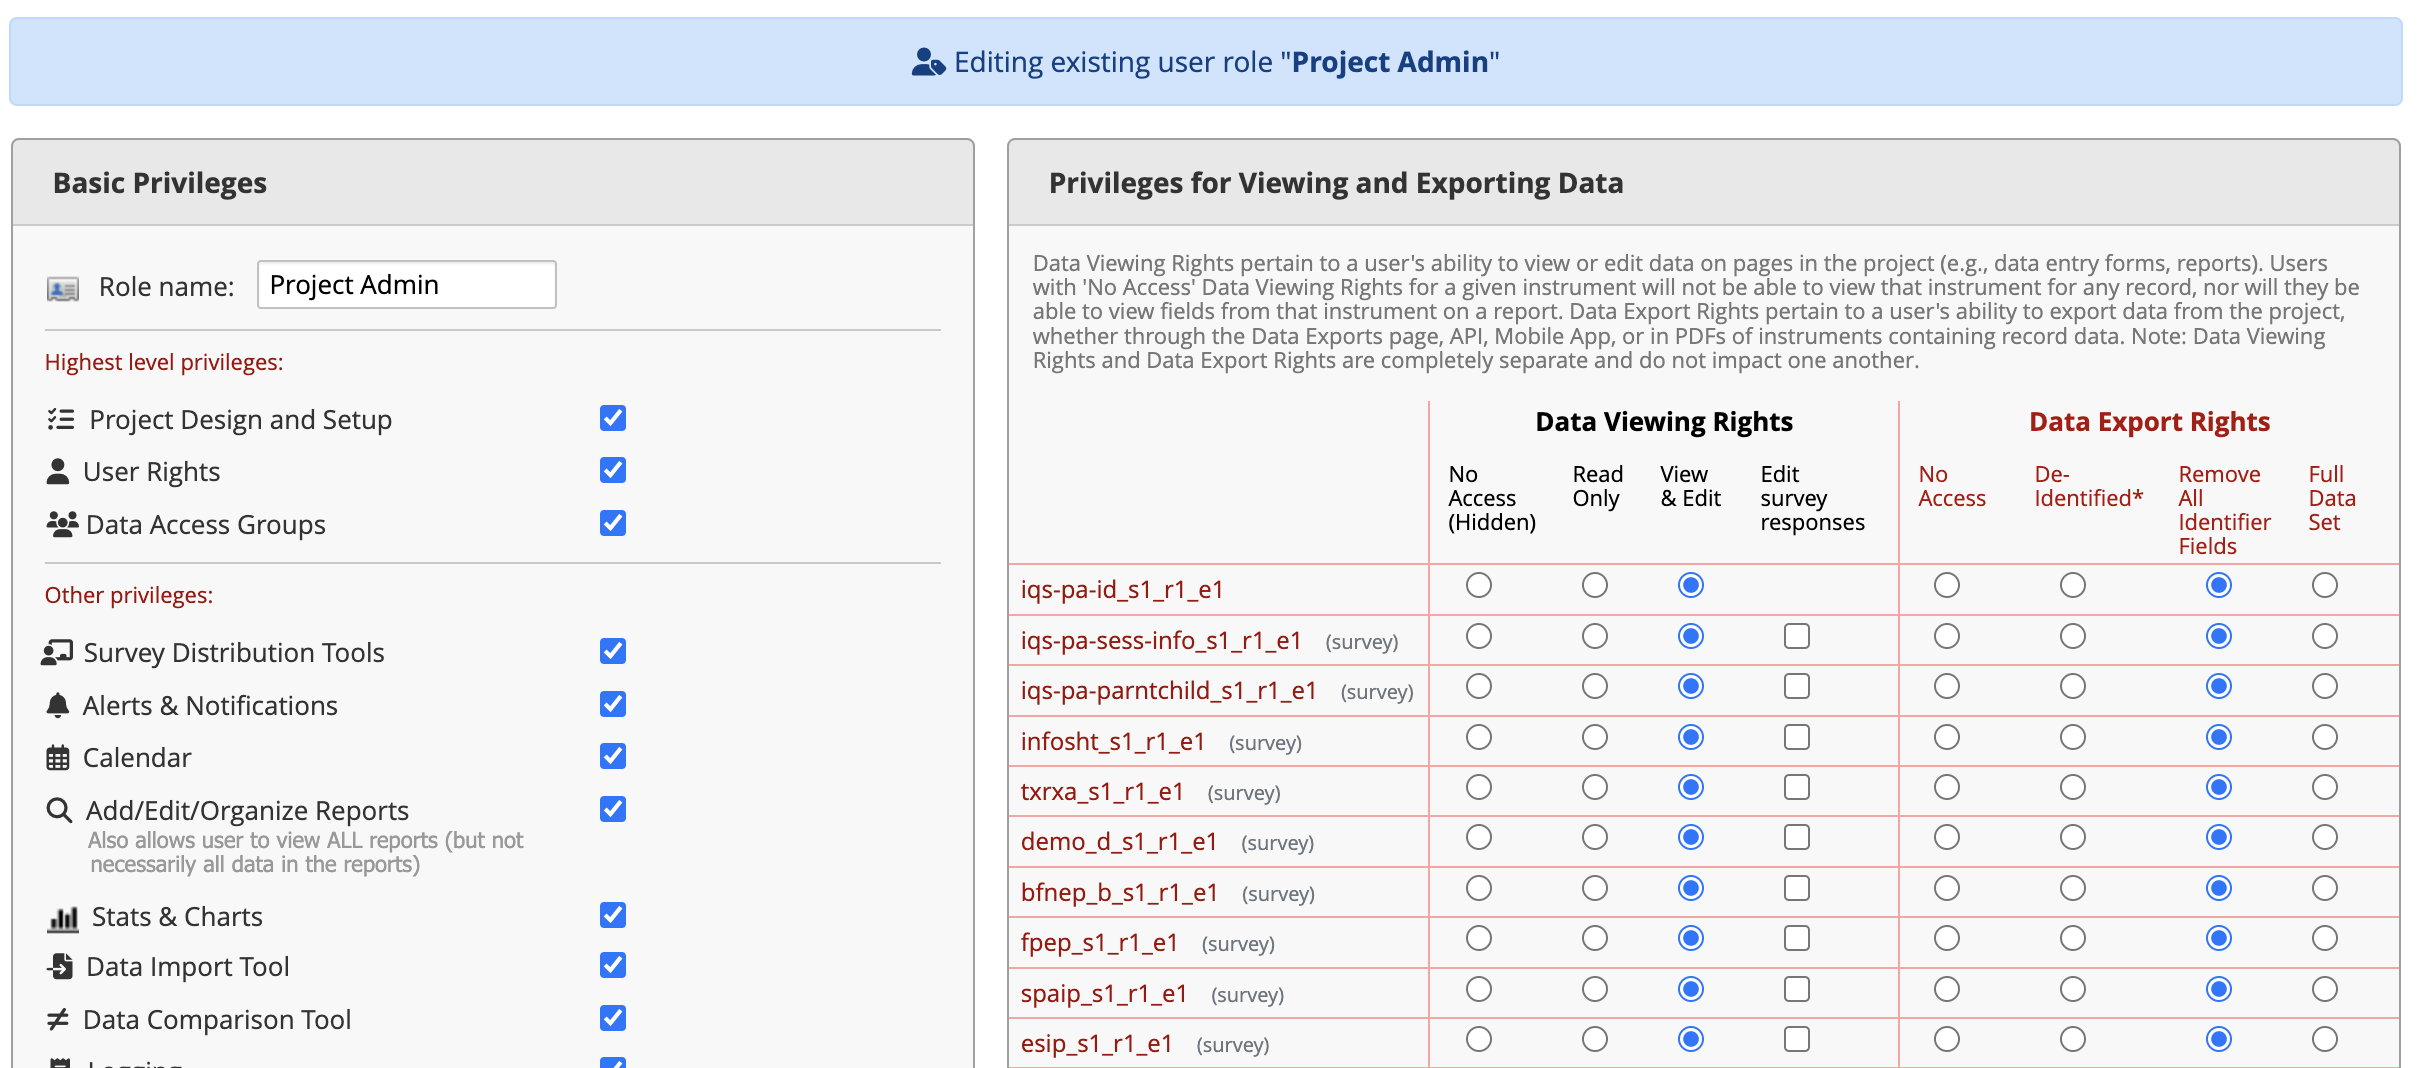 Editing existing user role "Project Admin"
Basic Privileges
Role name: Project Admin
Highest level privileges:
Project Design and Setup
User Rights
Data Access Groups
Other privileges:
Survey Distribution Tools
Alerts & Notifications
Calendar
Add/Edit/Organize Reports
Also allows user to view ALL reports (but not
necessarily all data in the reports)
Stats & Charts
Data Import Tool
Data Comparison Tool
Logging
Privileges for Viewing and Exporting Data
Data Viewing Rights pertain to a user's ability to view or edit data on pages in the project (e.g., data entry forms, reports). Users
with 'No Access' Data Viewing Rights for a given instrument will not be able to view that instrument for any record, nor will they be
able to view fields from that instrument on a report. Data Export Rights pertain to a user's ability to export data from the project,
whether through the Data Exports page, API, Mobile App, or in PDFs of instruments containing record data. Note: Data Viewing
Rights and Data Export Rights are completely separate and do not impact one another.
Data Viewing Rights
Data Export Rights
No
Access
(Hidden)
Read
Only
View
& Edit
Edit
survey
responses
No
Access
De-
Identified*
Remove
All
Identifier
Fields
Full
Data
Set
iqs-pa-id_s1_r1_e1
iqs-pa-sess-info_s1_r1_e1 (survey)
iqs-pa-parntchild_s1_r1_e1 (survey)
infosht_s1_r1_e1 (survey)
txrxa_s1_r1_e1 (survey)
demo_d_s1_r1_e1 (survey)
bfnep_b_s1_r1_e1 (survey)
fpep_s1_r1_e1 (survey)
spaip_s1_r1_e1 (survey)
esip_s1_r1_e1 (survey)